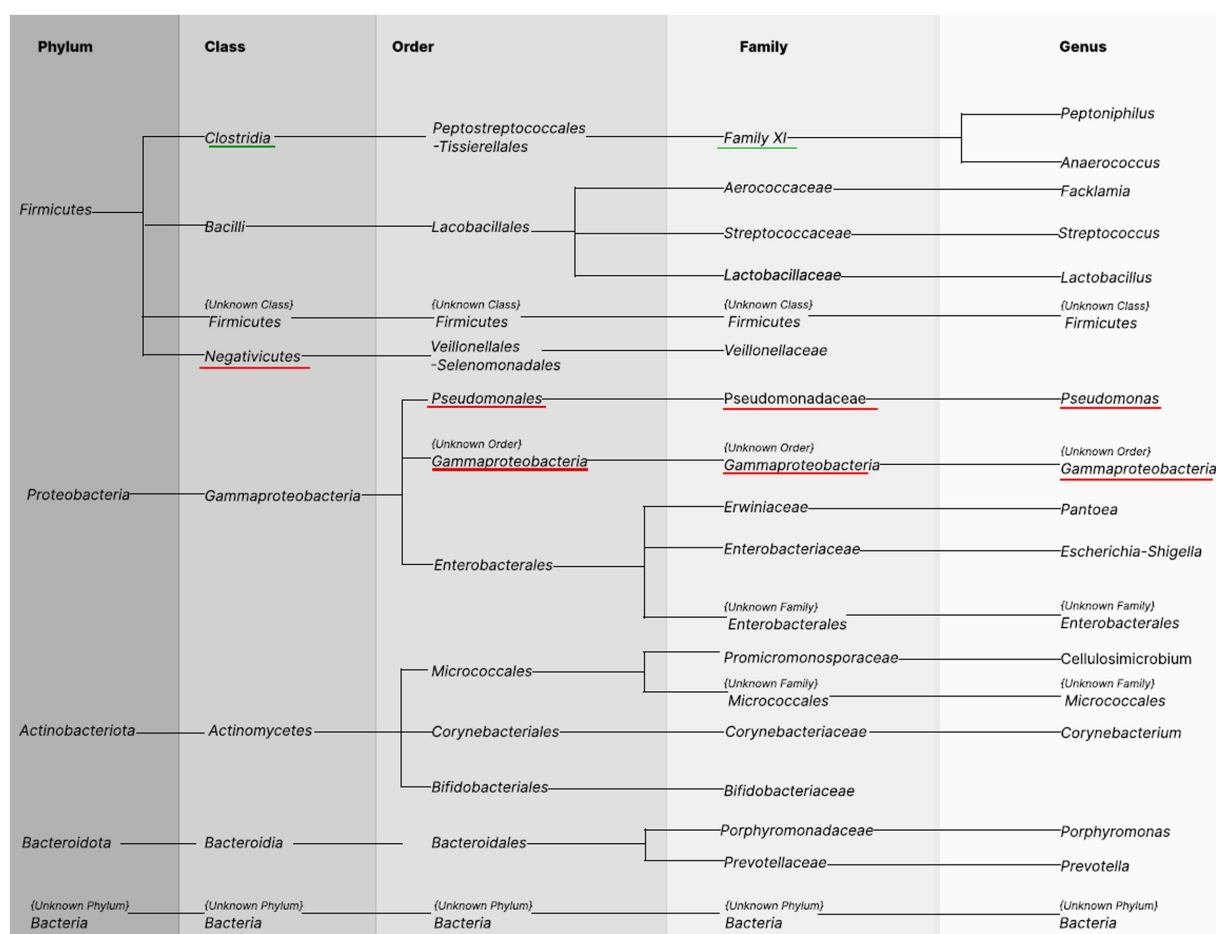 Phylum Class Order Family Genus
Peptoniphilus
Clostridia Peptostreptococcales Family XI
-Tissierellales
Anaerococcus
Aerococcaceae Facklamia
Firmicutes
Bacilli Lacobacillales Streptococcaceae Streptococcus
Lactobacillaceae Lactobacillus
{Unknown Class} {Unknown Class} {Unknown Class} {Unknown Class}
Firmicutes Firmicutes Firmicutes Firmicutes
Negativicutes Veillonellales Veillonellaceae
-Selenomonadales
Pseudomonales Pseudomonadaceae Pseudomonas
{Unknown Order} {Unknown Order} {Unknown Order}
Gammaproteobacteria Gammaproteobacteria Gammaproteobacteria
Proteobacteria Gammaproteobacteria
Erwiniaceae Pantoea
Enterobacteriaceae Escherichia-Shigella
Enterobacterales
{Unknown Family} {Unknown Family}
Enterobacterales Enterobacterales
Promicromonosporaceae Cellulosimicrobium
Micrococcales
{Unknown Family} {Unknown Family}
Micrococcales Micrococcales
Actinobacteriota Actinomycetes Corynebacteriales Corynebacteriaceae Corynebacterium
Bifidobacteriales Bifidobacteriaceae
Porphyromonadaceae Porphyromonas
Bacteroidota Bacteroidia Bacteroidales
Prevotellaceae Prevotella
{Unknown Phylum} {Unknown Phylum} {Unknown Phylum} {Unknown Phylum} {Unknown Phylum}
Bacteria Bacteria Bacteria Bacteria Bacteria